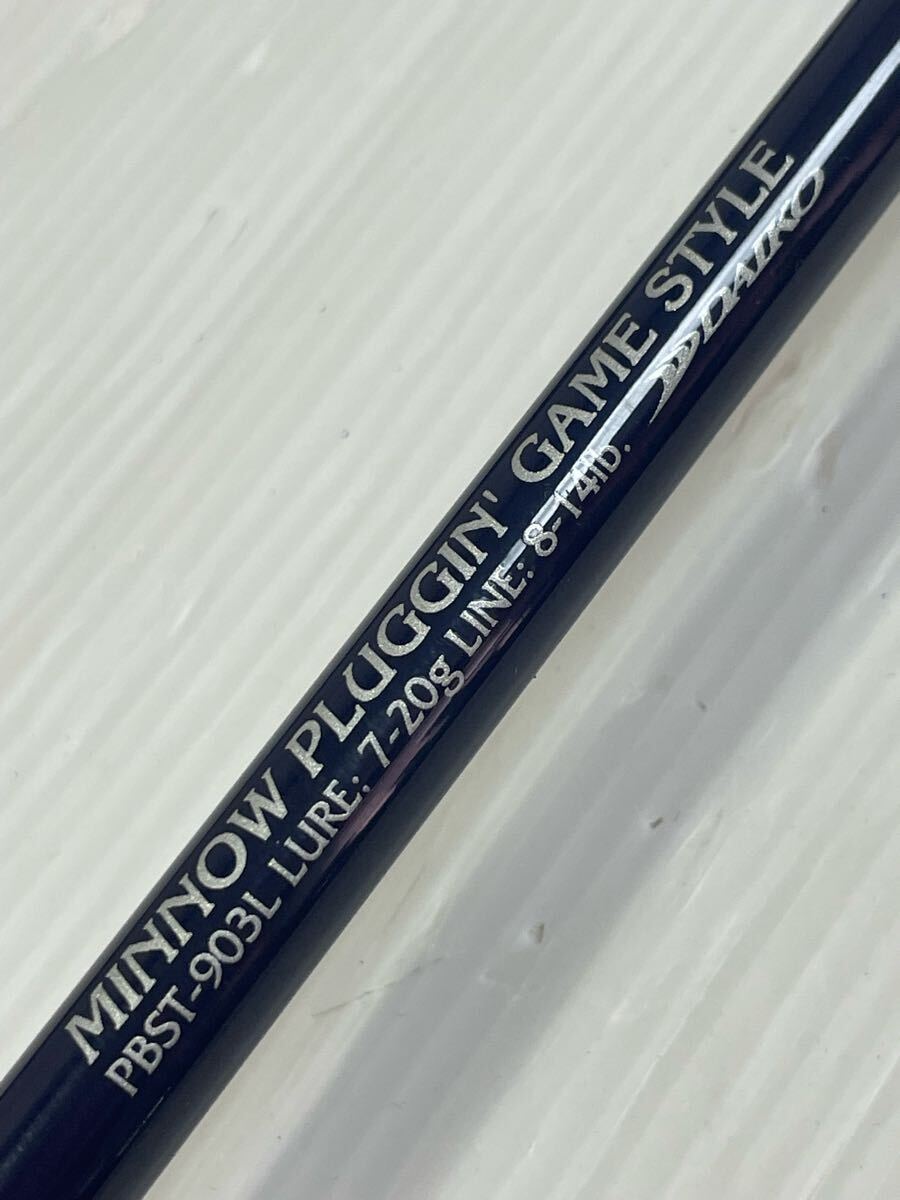 MINNOW PLUGGIN' GAME STYLE
PBST-903L LURE: 7-20g LINE: 8-14lb. DAIKO